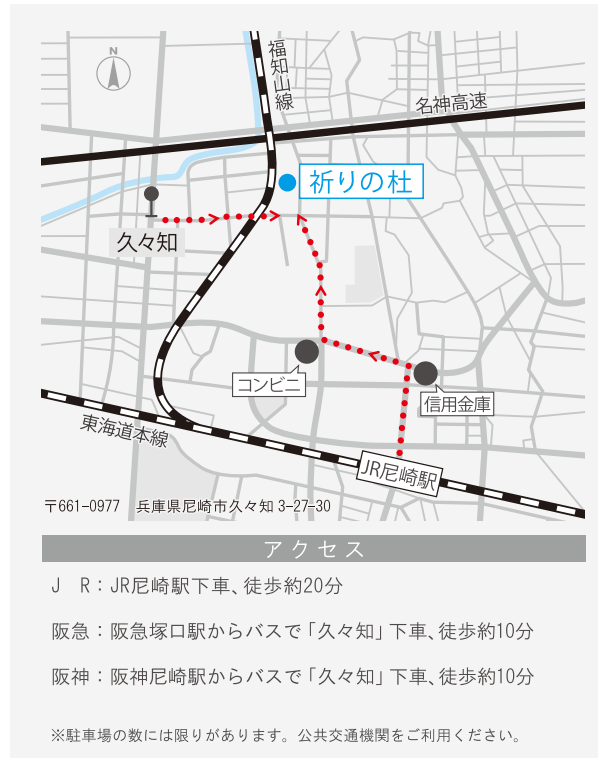 N
福知山線
名神高速
祈りの杜
久々知
コンビニ
信用金庫
東海道本線
JR尼崎駅
〒661-0977 兵庫県尼崎市久々知 3-27-30
アクセス
J R：JR尼崎駅下車、徒歩約20分
阪急：阪急塚口駅からバスで「久々知」下車、徒歩約10分
阪神：阪神尼崎駅からバスで「久々知」下車、徒歩約10分
※駐車場の数には限りがあります。公共交通機関をご利用ください。